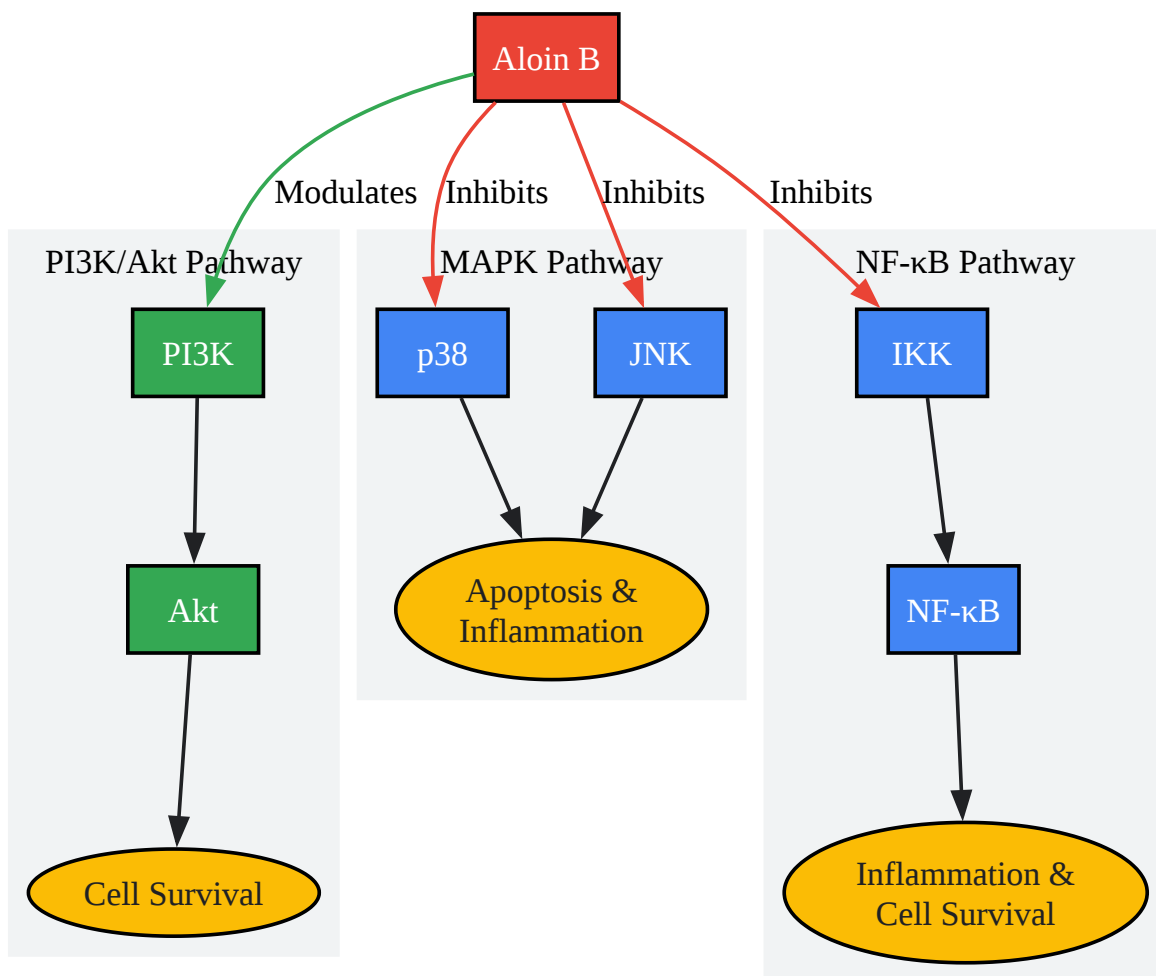 Aloin B
Modulates
Inhibits
Inhibits
Inhibits
PI3K/Akt Pathway
MAPK Pathway
NF-κB Pathway
PI3K
p38
JNK
IKK
Akt
Apoptosis &
Inflammation
NF-κB
Cell Survival
Inflammation &
Cell Survival